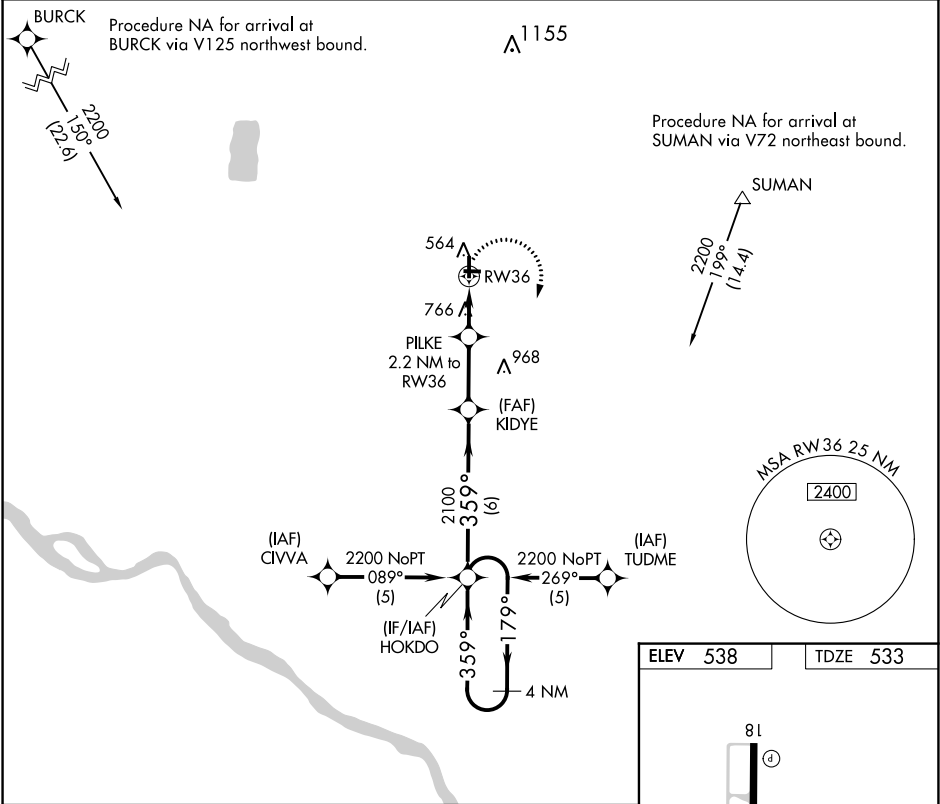 BURCK
Procedure NA for arrival at
BURCK via V125 northwest bound.
1155
2200
150°
(22.6)
Procedure NA for arrival at
SUMAN via V72 northeast bound.
SUMAN
2200
199°
(14.4)
564
RW36
766
PILKE
2.2 NM to
RW36
968
(FAF)
KIDYE
MSA RW36 25 NM
2400
2100
359°
(6)
(IAF)
CIVVA
2200 NoPT
089°
(5)
2200 NoPT
269°
(5)
(IAF)
TUDME
(IF/IAF)
HOKDO
359°
179°
4 NM
ELEV 538
TDZE 533
18
P